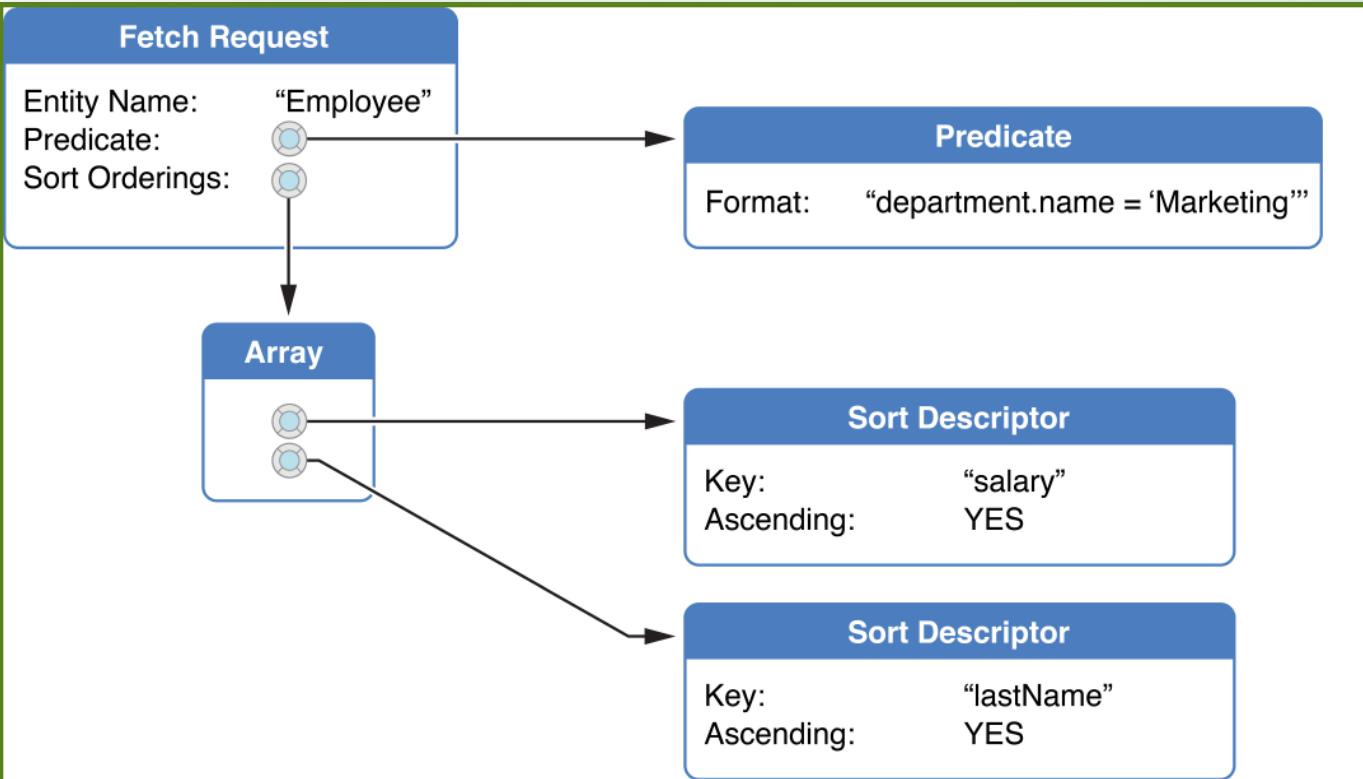 Fetch Request
Entity Name: “Employee”
Predicate:
Sort Orderings:
Predicate
Format: “department.name = ‘Marketing’”
Array
Sort Descriptor
Key: “salary”
Ascending: YES
Sort Descriptor
Key: “lastName”
Ascending: YES